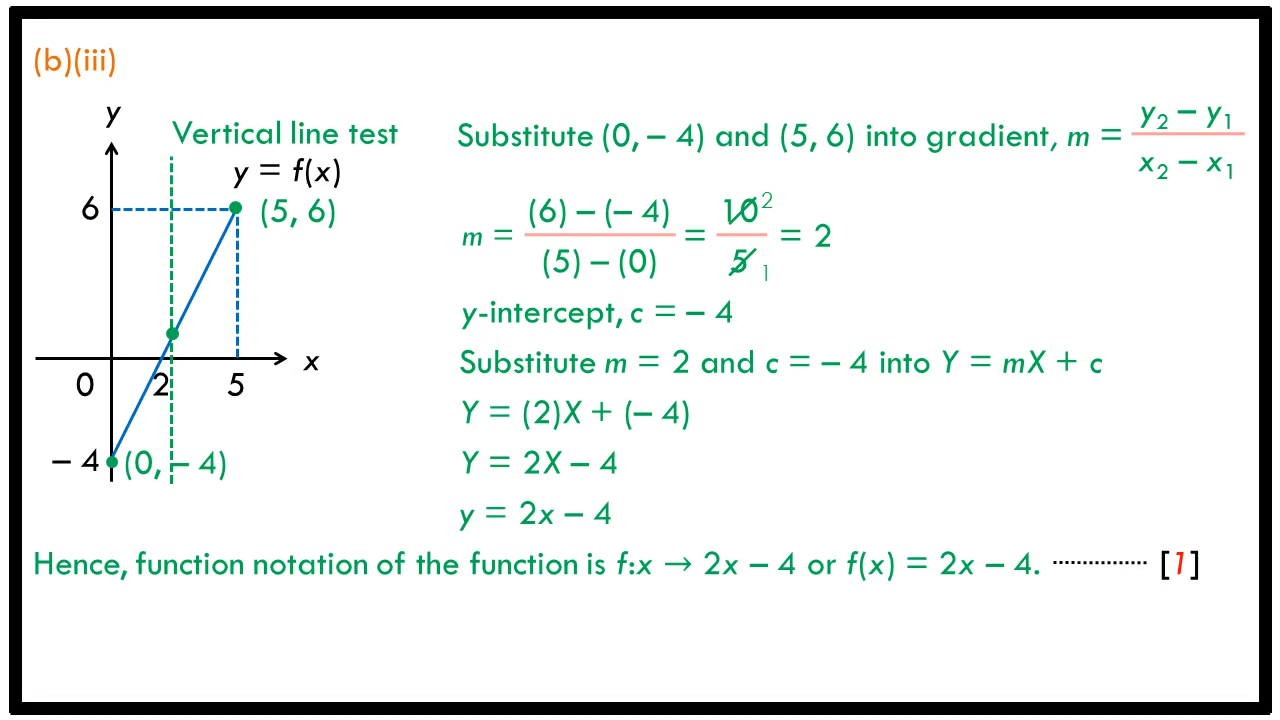 (b)(iii)
y
Vertical line test
y = f(x)
6
(5, 6)
x
0
2
5
– 4
(0, – 4)
Substitute (0, – 4) and (5, 6) into gradient, m = (y₂ – y₁)/(x₂ – x₁)
m = ((6) – (– 4))/((5) – (0)) = 10 2/5 1 = 2
y-intercept, c = – 4
Substitute m = 2 and c = – 4 into Y = mX + c
Y = (2)X + (– 4)
Y = 2X – 4
y = 2x – 4
Hence, function notation of the function is f:x → 2x – 4 or f(x) = 2x – 4. ················ [1]